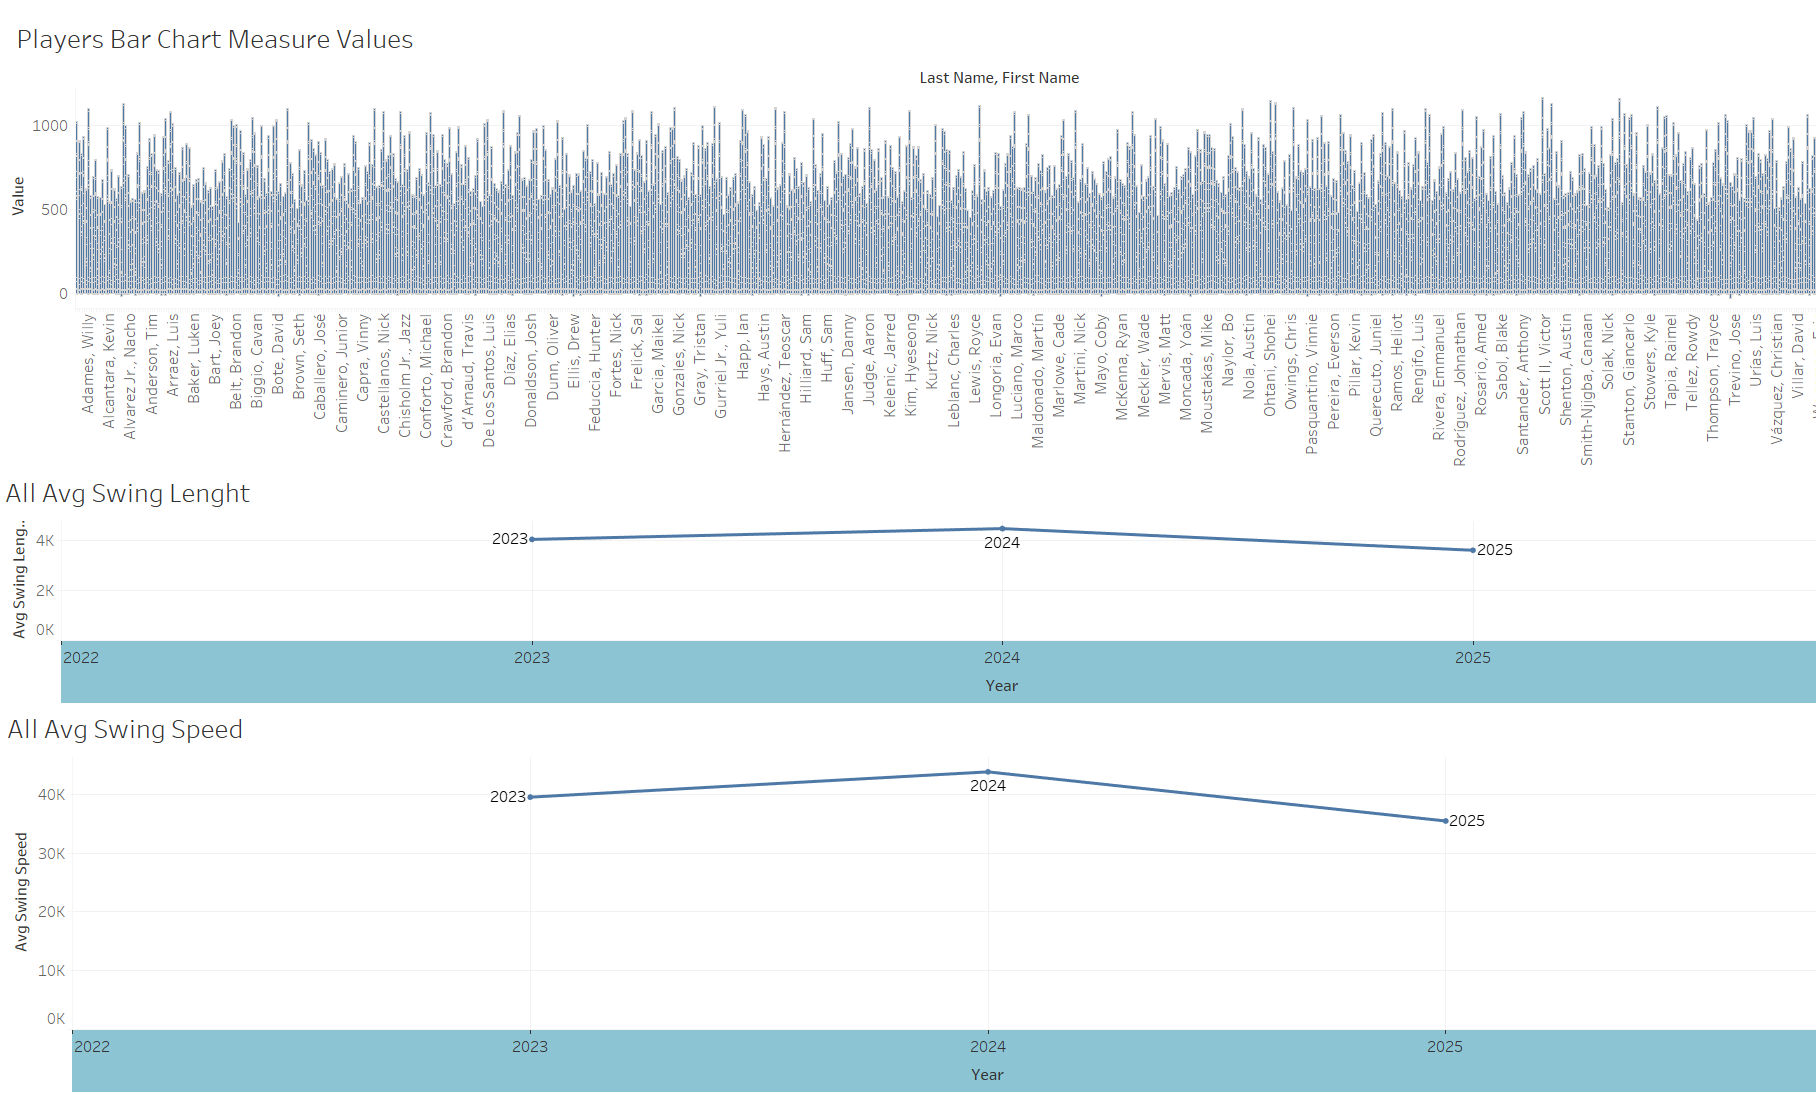 Players Bar Chart Measure Values
Last Name, First Name
Value
1000
500
0
Adames, Willy
Alcantara, Kevin
Alvarez Jr., Nacho
Anderson, Tim
Arraez, Luis
Baker, Luken
Bart, Joey
Belt, Brandon
Biggio, Cavan
Bote, David
Brown, Seth
Caballero, José
Caminero, Junior
Capra, Vinny
Castellanos, Nick
Chisholm Jr., Jazz
Conforto, Michael
Crawford, Brandon
d'Arnaud, Travis
De Los Santos, Luis
Díaz, Elias
Donaldson, Josh
Dunn, Oliver
Ellis, Drew
Feduccia, Hunter
Fortes, Nick
Frelick, Sal
Garcia, Maikel
Gonzales, Nick
Gray, Tristan
Gurriel Jr., Yuli
Happ, Ian
Hays, Austin
Hernández, Teoscar
Hilliard, Sam
Huff, Sam
Jansen, Danny
Judge, Aaron
Kelenic, Jarred
Kim, Hyeseong
Kurtz, Nick
Leblanc, Charles
Lewis, Royce
Longoria, Evan
Luciano, Marco
Maldonado, Martín
Marlowe, Cade
Martini, Nick
Mayo, Coby
McKenna, Ryan
Meckler, Wade
Mervis, Matt
Moncada, Yoán
Moustakas, Mike
Naylor, Bo
Nola, Austin
Ohtani, Shohei
Owings, Chris
Pasquantino, Vinnie
Pereira, Everson
Pillar, Kevin
Querecuto, Juniel
Ramos, Heliot
Rengifo, Luis
Rivera, Emmanuel
Rodríguez, Johnathan
Rosario, Amed
Sabol, Blake
Santander, Anthony
Scott II, Victor
Shenton, Austin
Smith-Njigba, Canaan
Solak, Nick
Stanton, Giancarlo
Stowers, Kyle
Tapia, Raimel
Tellez, Rowdy
Thompson, Trayce
Trevino, Jose
Urías, Luis
Vázquez, Christian
Villar, David
All Avg Swing Lenght
Avg Swing Leng..
4K
2K
0K
2023
2024
2025
2022
2023
2024
2025
Year
All Avg Swing Speed
Avg Swing Speed
40K
30K
20K
10K
0K
2023
2024
2025
2022
2023
2024
2025
Year